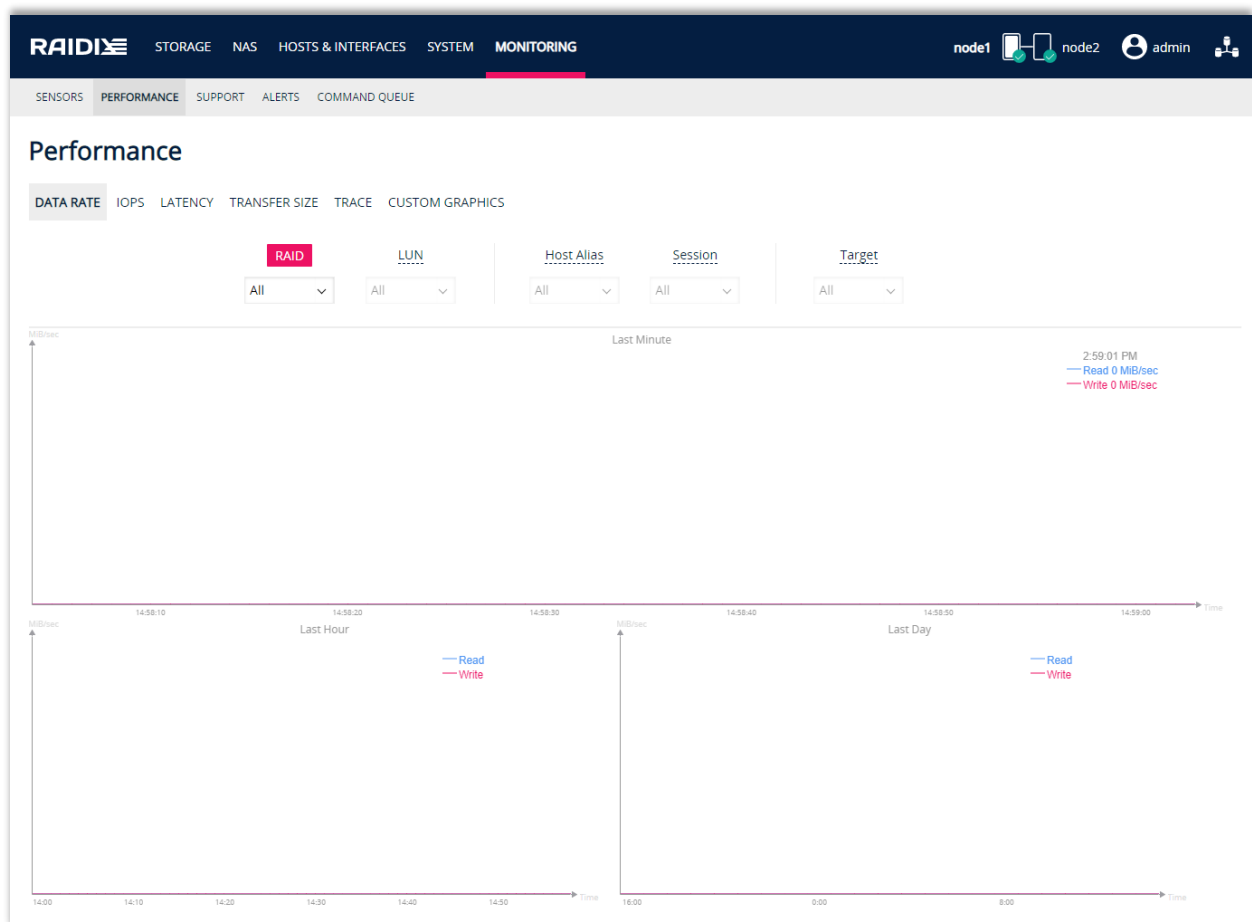 RAIDIX STORAGE NAS HOSTS & INTERFACES SYSTEM MONITORING node1 node2 admin
SENSORS PERFORMANCE SUPPORT ALERTS COMMAND QUEUE
Performance
DATA RATE IOPS LATENCY TRANSFER SIZE TRACE CUSTOM GRAPHICS
RAID LUN Host Alias Session Target
All All All All All
MiB/sec
Last Minute
2:59:01 PM
Read 0 MiB/sec
Write 0 MiB/sec
14:58:10 14:58:20 14:58:30 14:58:40 14:58:50 14:59:00 Time
MiB/sec
Last Hour
Read
Write
14:00 14:10 14:20 14:30 14:40 14:50 Time
MiB/sec
Last Day
Read
Write
16:00 0:00 8:00 Time